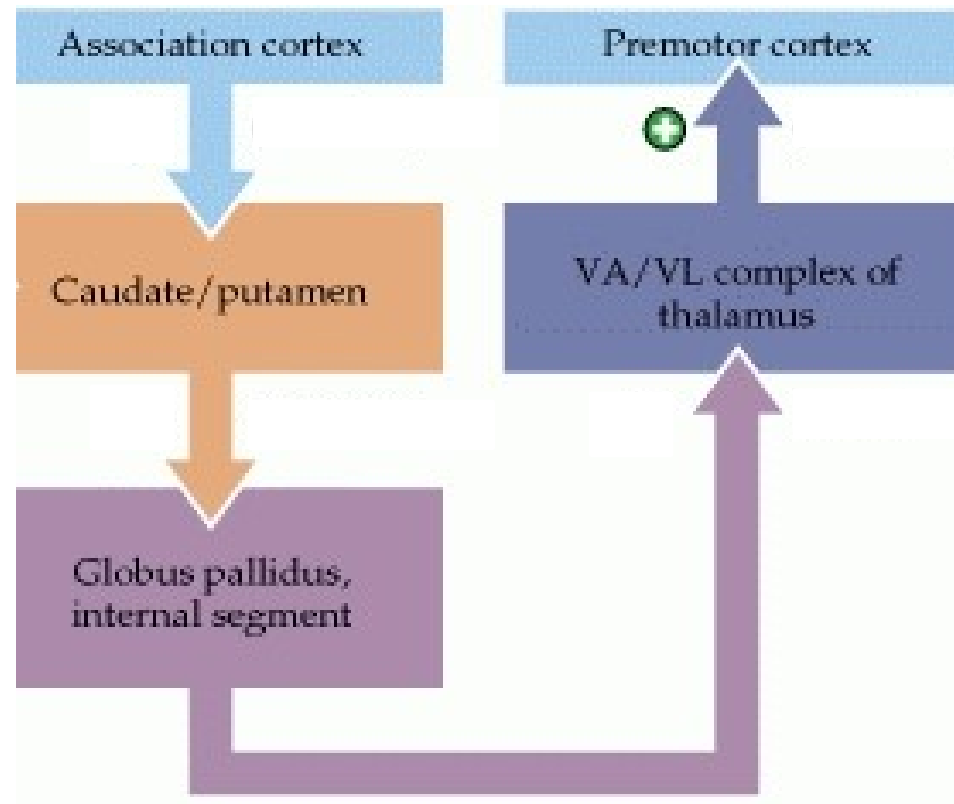 Association cortex
Premotor cortex
Caudate/putamen
VA/VL complex of
thalamus
Globus pallidus,
internal segment